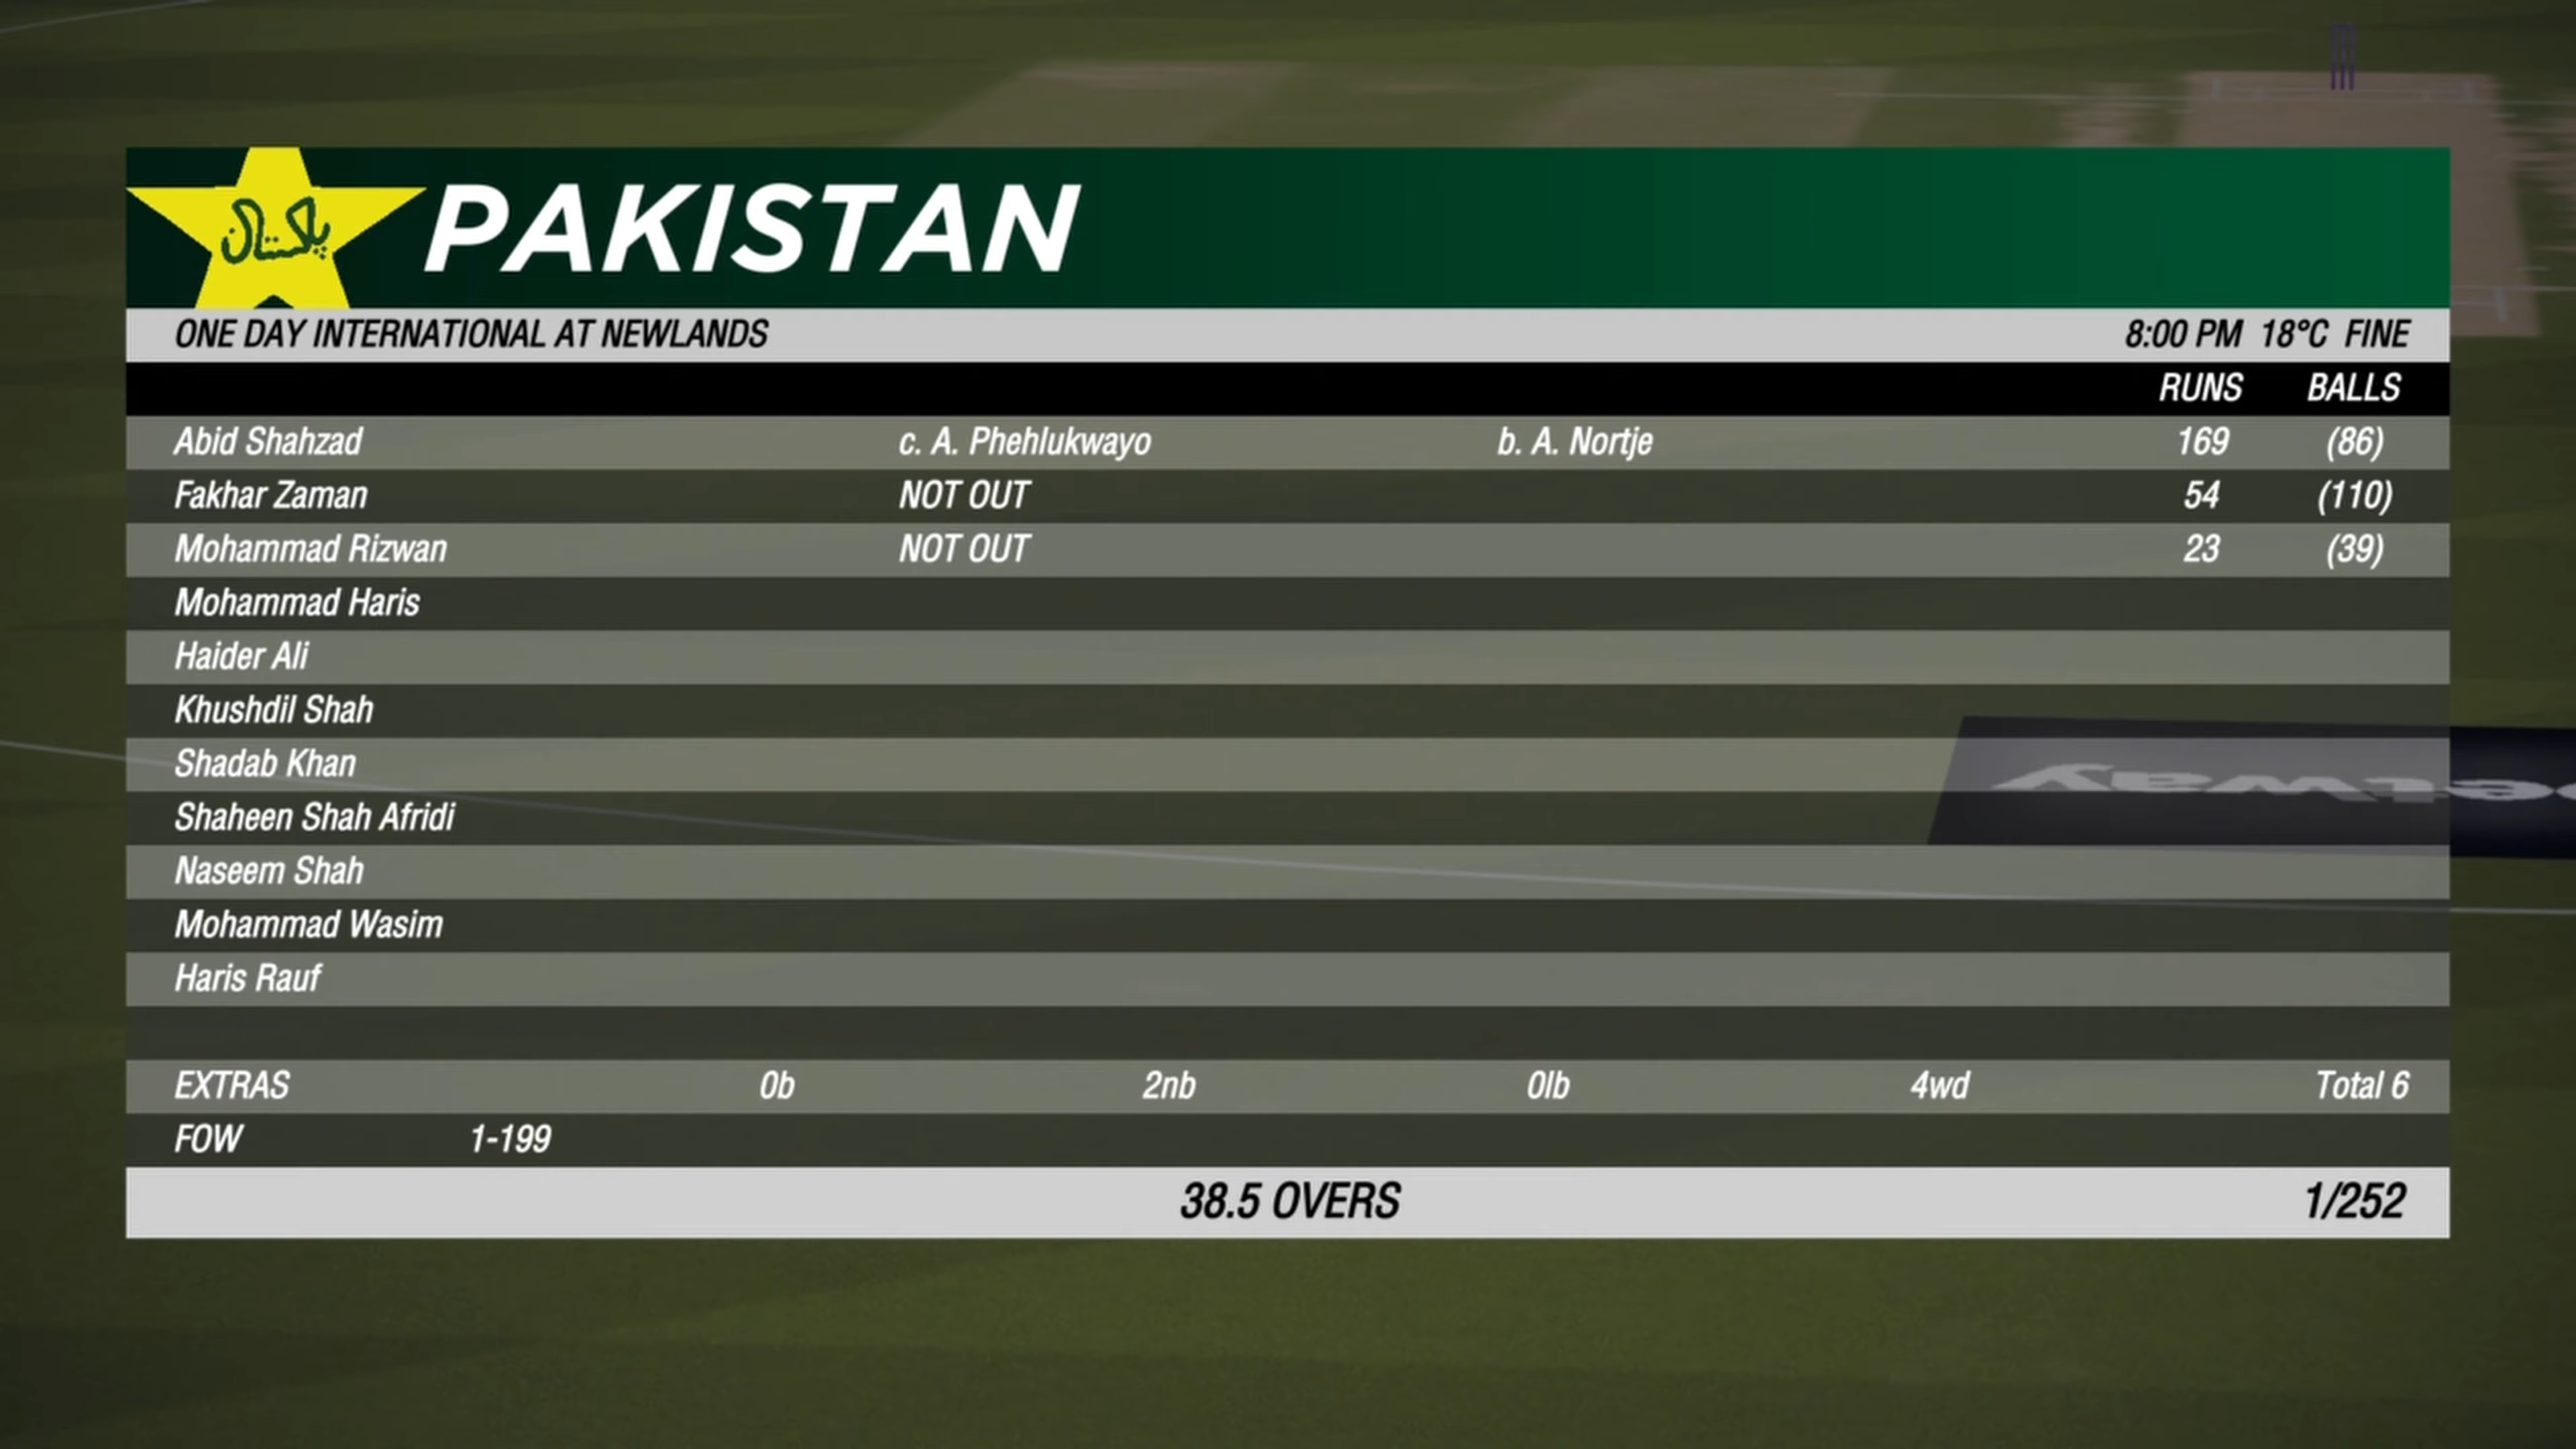 پاکستان
PAKISTAN
ONE DAY INTERNATIONAL AT NEWLANDS 8:00 PM 18°C FINE
RUNS BALLS
Abid Shahzad c. A. Phehlukwayo b. A. Nortje 169 (86)
Fakhar Zaman NOT OUT 54 (110)
Mohammad Rizwan NOT OUT 23 (39)
Mohammad Haris
Haider Ali
Khushdil Shah
Shadab Khan
Shaheen Shah Afridi
Naseem Shah
Mohammad Wasim
Haris Rauf
EXTRAS 0b 2nb 0lb 4wd Total 6
FOW 1-199
38.5 OVERS 1/252